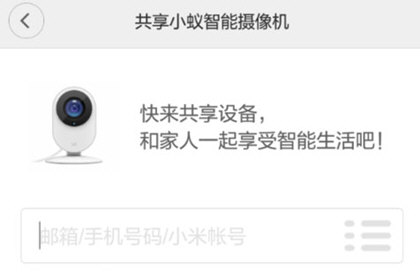 共享小蚁智能摄像机
快来共享设备，
和家人一起享受智能生活吧！
邮箱/手机号码/小米帐号